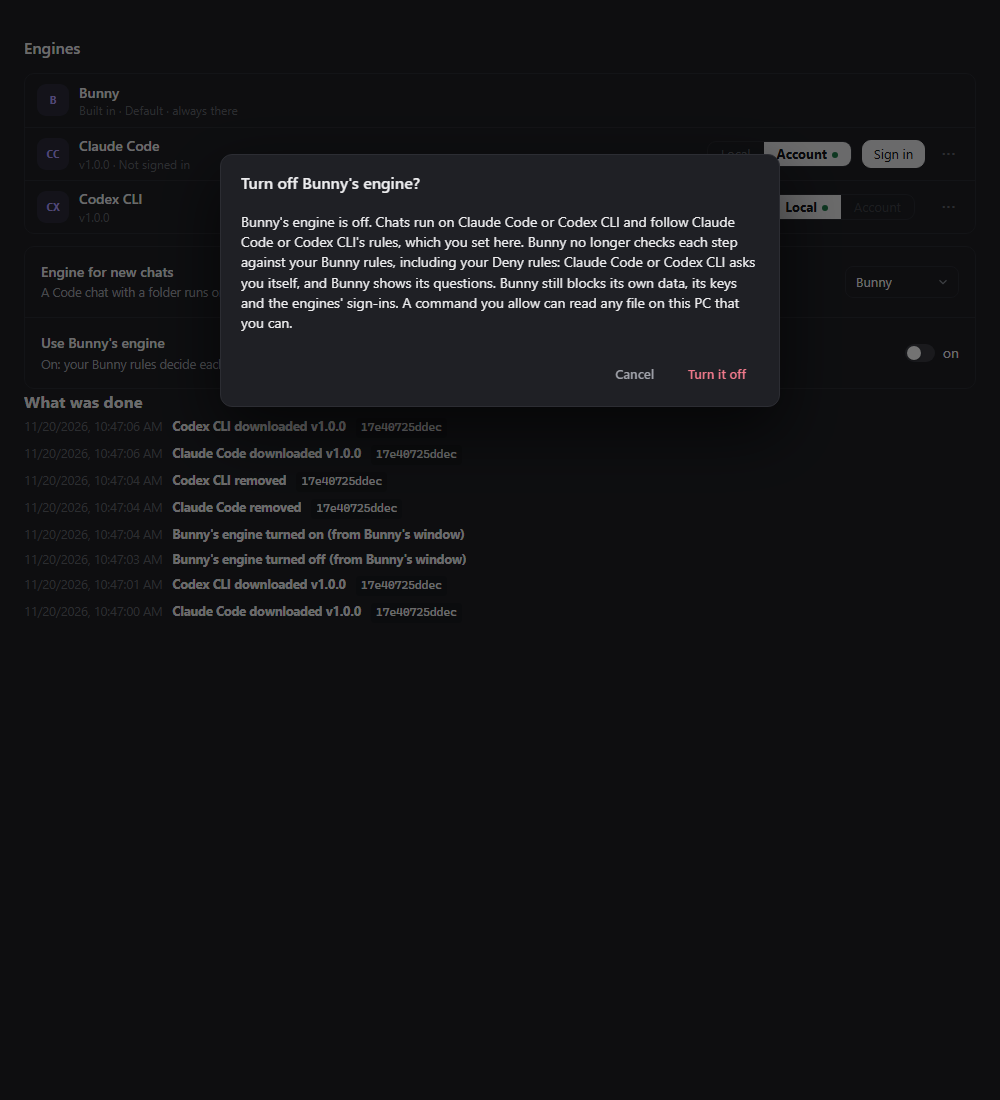 Engines
B
Bunny
Built in · Default · always there
CC
Claude Code
v1.0.0 · Not signed in
Local
Account
Sign in
CX
Codex CLI
v1.0.0
Local
Account
Turn off Bunny's engine?
Bunny's engine is off. Chats run on Claude Code or Codex CLI and follow Claude
Code or Codex CLI's rules, which you set here. Bunny no longer checks each step
against your Bunny rules, including your Deny rules: Claude Code or Codex CLI asks
you itself, and Bunny shows its questions. Bunny still blocks its own data, its keys
and the engines' sign-ins. A command you allow can read any file on this PC that
you can.
Cancel
Turn it off
Engine for new chats
A Code chat with a folder runs
Bunny
Use Bunny's engine
On: your Bunny rules decide
on
What was done
11/20/2026, 10:47:06 AM Codex CLI downloaded v1.0.0 17e40725ddec
11/20/2026, 10:47:06 AM Claude Code downloaded v1.0.0 17e40725ddec
11/20/2026, 10:47:04 AM Codex CLI removed 17e40725ddec
11/20/2026, 10:47:04 AM Claude Code removed 17e40725ddec
11/20/2026, 10:47:04 AM Bunny's engine turned on (from Bunny's window)
11/20/2026, 10:47:03 AM Bunny's engine turned off (from Bunny's window)
11/20/2026, 10:47:01 AM Codex CLI downloaded v1.0.0 17e40725ddec
11/20/2026, 10:47:00 AM Claude Code downloaded v1.0.0 17e40725ddec